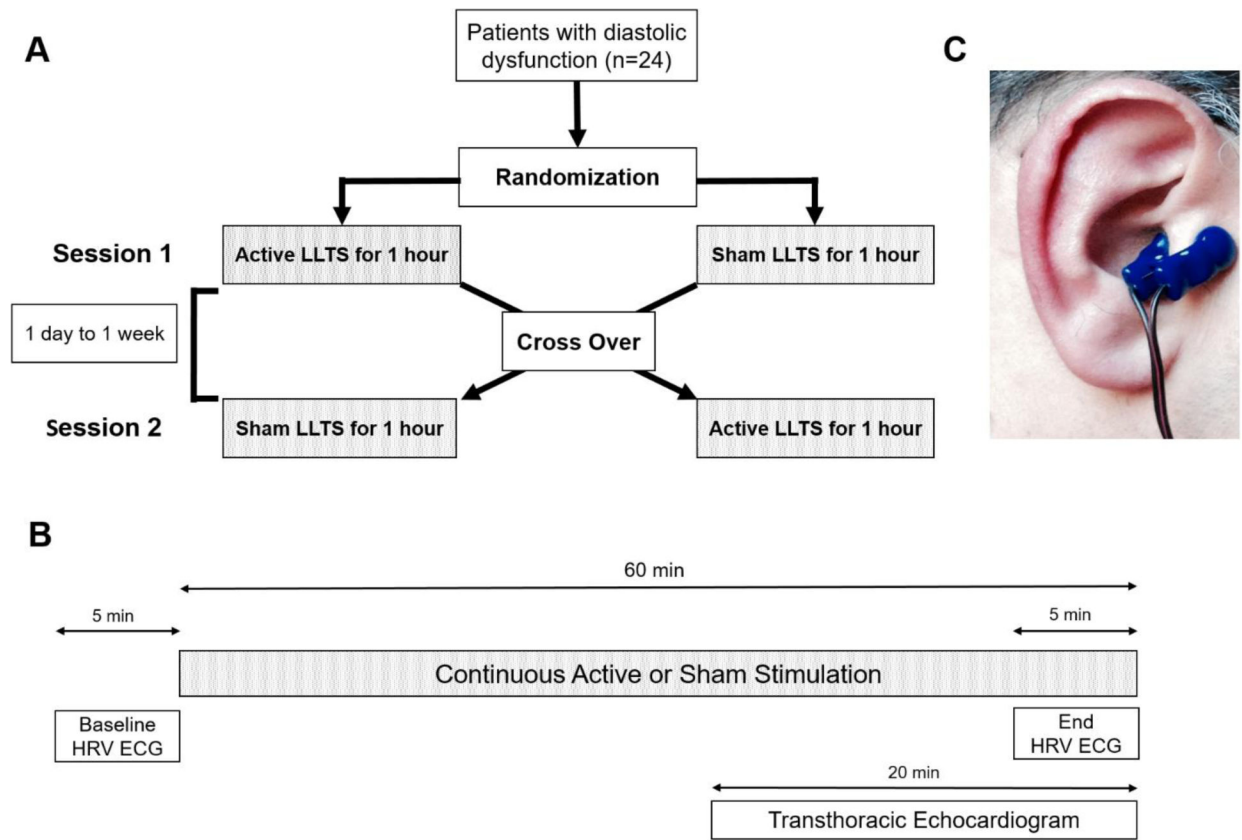 A
Patients with diastolic
dysfunction (n=24)
C
Randomization
Session 1
Active LLTS for 1 hour
Sham LLTS for 1 hour
1 day to 1 week
Cross Over
Session 2
Sham LLTS for 1 hour
Active LLTS for 1 hour
B
60 min
5 min
5 min
Continuous Active or Sham Stimulation
Baseline
HRV ECG
End
HRV ECG
20 min
Transthoracic Echocardiogram